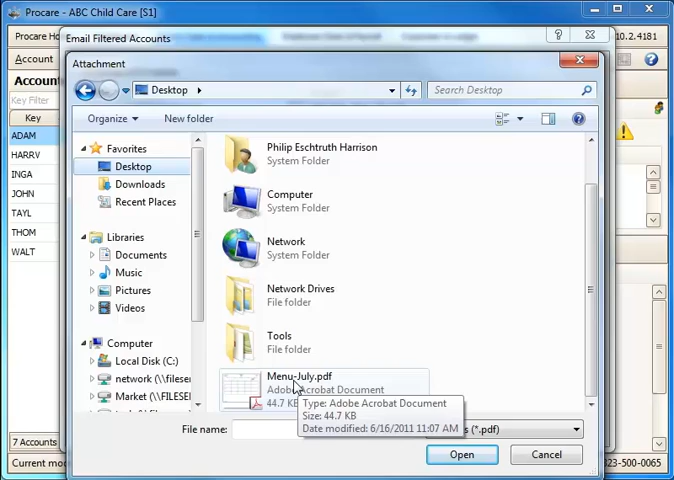 Procare - ABC Child Care [S1]
Procare Ho
10.2.4181
Email Filtered Accounts
Account
Attachment
Desktop
Search Desktop
Organize
New folder
Accoun
Key Filter
Key
ADAM
HARRV
INGA
JOHN
TAYL
THOM
WALT
Favorites
Desktop
Downloads
Recent Places
Libraries
Documents
Music
Pictures
Videos
Computer
Local Disk (C:)
network (\\filesen
Market (\\FILESEN
Philip Eschtruth Harrison
System Folder
Computer
System Folder
Network
System Folder
Network Drives
File folder
Tools
File folder
Menu-July.pdf
Adobe Acrobat Document
44.7 KB
Type: Adobe Acrobat Document
Size: 44.7 KB
Date modified: 6/16/2011 11:07 AM
File name:
(*.pdf)
Open
Cancel
7 Accounts
Current mon
323-500-0065